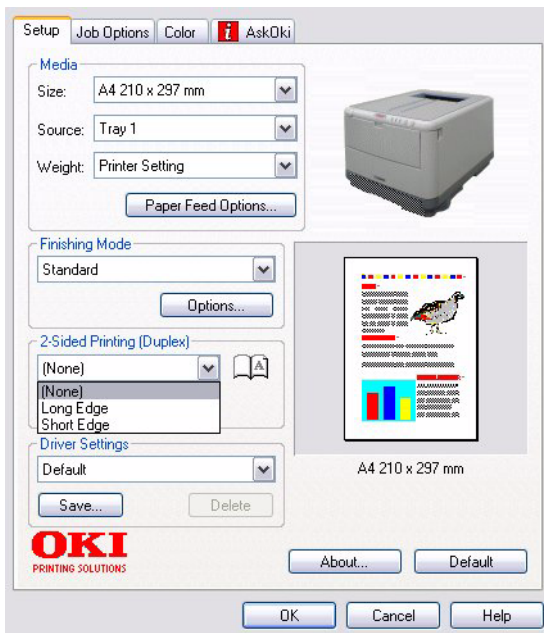 Setup Job Options Color i AskOki
Media
Size: A4 210 x 297 mm
Source: Tray 1
Weight: Printer Setting
Paper Feed Options...
Finishing Mode
Standard
Options...
2-Sided Printing (Duplex)
(None)
A
(None)
Long Edge
Short Edge
Driver Settings
Default
A4 210 x 297 mm
Save... Delete
OKI
PRINTING SOLUTIONS
About... Default
OK Cancel Help